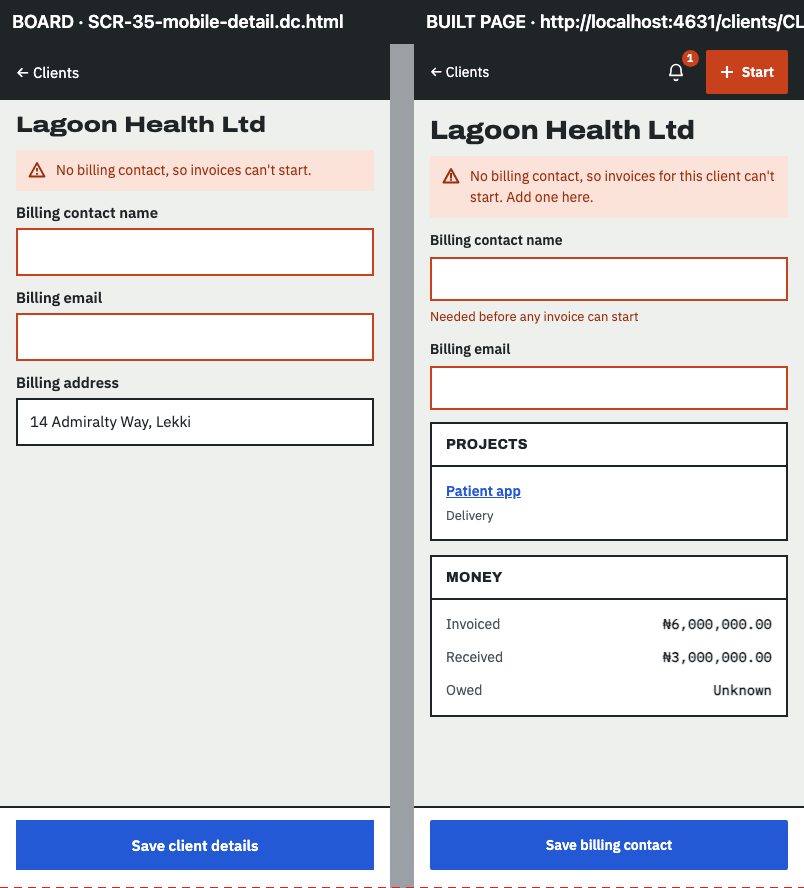 BOARD · SCR-35-mobile-detail.dc.html
← Clients
Lagoon Health Ltd
No billing contact, so invoices can't start.
Billing contact name
Billing email
Billing address
14 Admiralty Way, Lekki
Save client details
BUILT PAGE · http://localhost:4631/clients/CL
← Clients
1
+ Start
Lagoon Health Ltd
No billing contact, so invoices for this client can't
start. Add one here.
Billing contact name
Needed before any invoice can start
Billing email
PROJECTS
Patient app
Delivery
MONEY
Invoiced ₦6,000,000.00
Received ₦3,000,000.00
Owed Unknown
Save billing contact